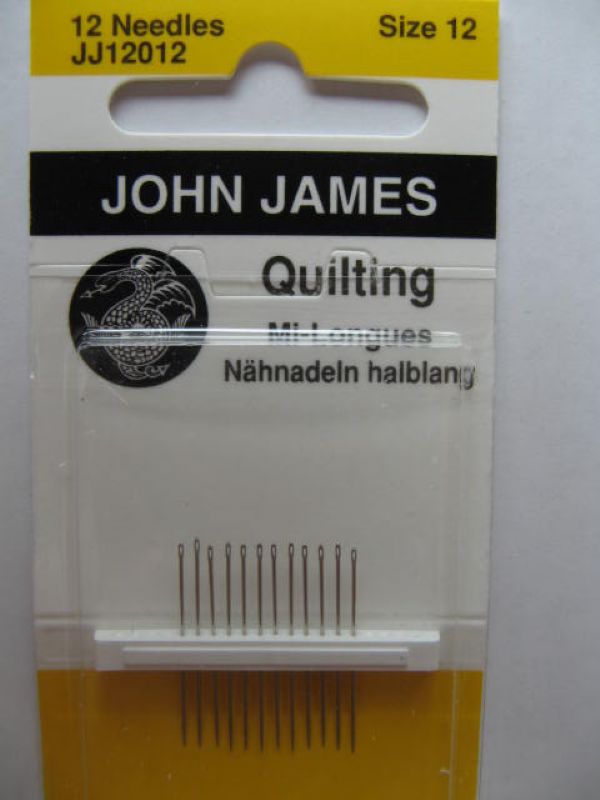 12 Needles Size 12
JJ12012
JOHN JAMES
Quilting
Mi-Longues
Nähnadeln halblang